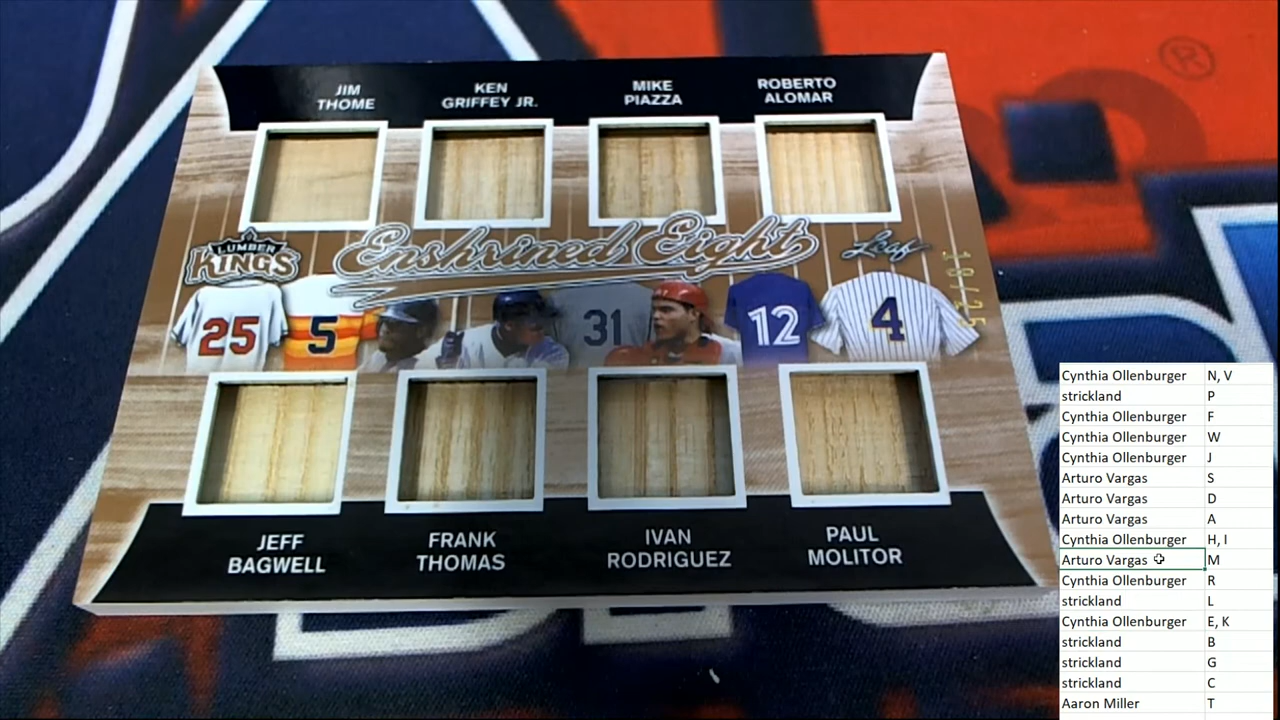 JIM THOME
KEN GRIFFEY JR.
MIKE PIAZZA
ROBERTO ALOMAR
LUMBER KINGS
Enshrined Eight
Leaf
25
5
31
12
4
JEFF BAGWELL
FRANK THOMAS
IVAN RODRIGUEZ
PAUL MOLITOR
®
Cynthia Ollenburger N, V
strickland P
Cynthia Ollenburger F
Cynthia Ollenburger W
Cynthia Ollenburger J
Arturo Vargas S
Arturo Vargas D
Arturo Vargas A
Cynthia Ollenburger H, I
Arturo Vargas M
Cynthia Ollenburger R
strickland L
Cynthia Ollenburger E, K
strickland B
strickland G
strickland C
Aaron Miller T